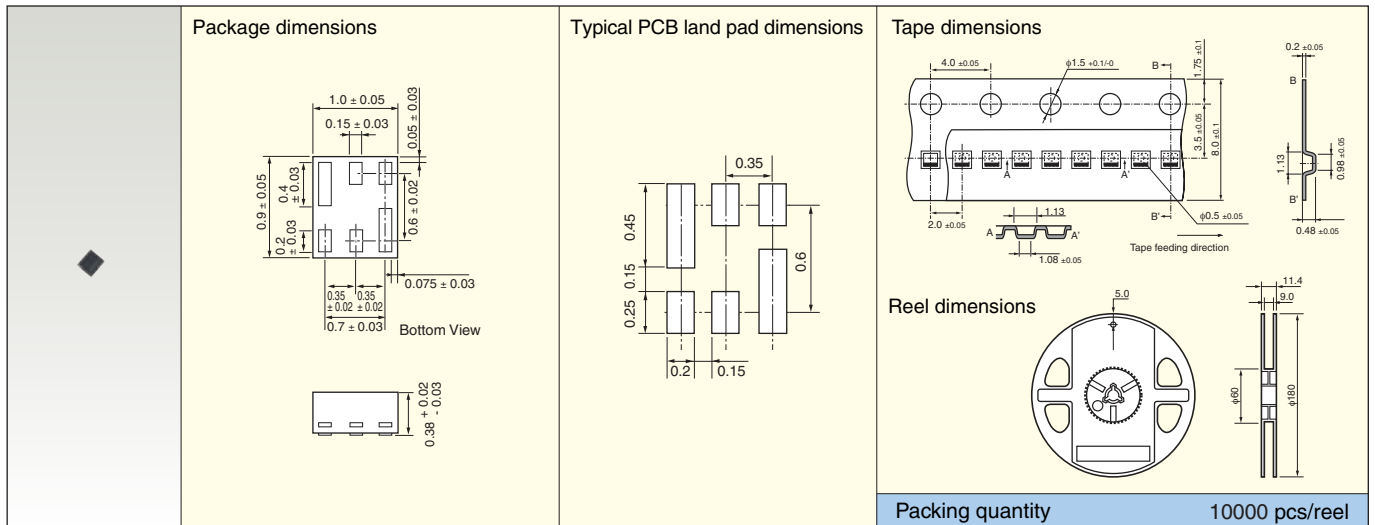 Package dimensions
1.0 ± 0.05
0.15 ± 0.03
0.05 ± 0.03
0.9 ± 0.05
0.4
± 0.03
0.2
± 0.03
0.6 ± 0.02
0.075 ± 0.03
0.35
± 0.02
0.35
± 0.02
0.7 ± 0.03
Bottom View
0.38 + 0.02
- 0.03
Typical PCB land pad dimensions
0.35
0.45
0.15
0.25
0.6
0.2
0.15
Tape dimensions
4.0 ±0.05
φ1.5 +0.1/-0
B
1.75 ±0.1
3.5 ±0.05
8.0 ±0.1
A
A'
2.0 ±0.05
1.13
B'
φ0.5 ±0.05
A
A'
1.08 ±0.05
Tape feeding direction
0.2 ±0.05
B
1.13
0.98 ±0.05
B'
0.48 ±0.05
Reel dimensions
5.0
11.4
9.0
φ60
φ180
Packing quantity 10000 pcs/reel